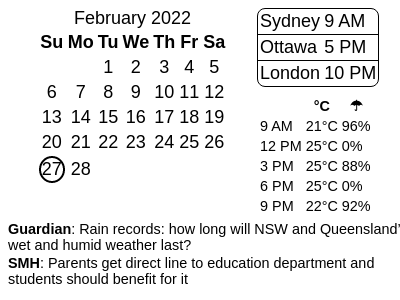 February 2022
Su Mo Tu We Th Fr Sa
1 2 3 4 5
6 7 8 9 10 11 12
13 14 15 16 17 18 19
20 21 22 23 24 25 26
27 28
Sydney 9 AM
Ottawa 5 PM
London 10 PM
°C ☂
9 AM 21°C 96%
12 PM 25°C 0%
3 PM 25°C 88%
6 PM 25°C 0%
9 PM 22°C 92%
Guardian: Rain records: how long will NSW and Queensland’
wet and humid weather last?
SMH: Parents get direct line to education department and
students should benefit for it